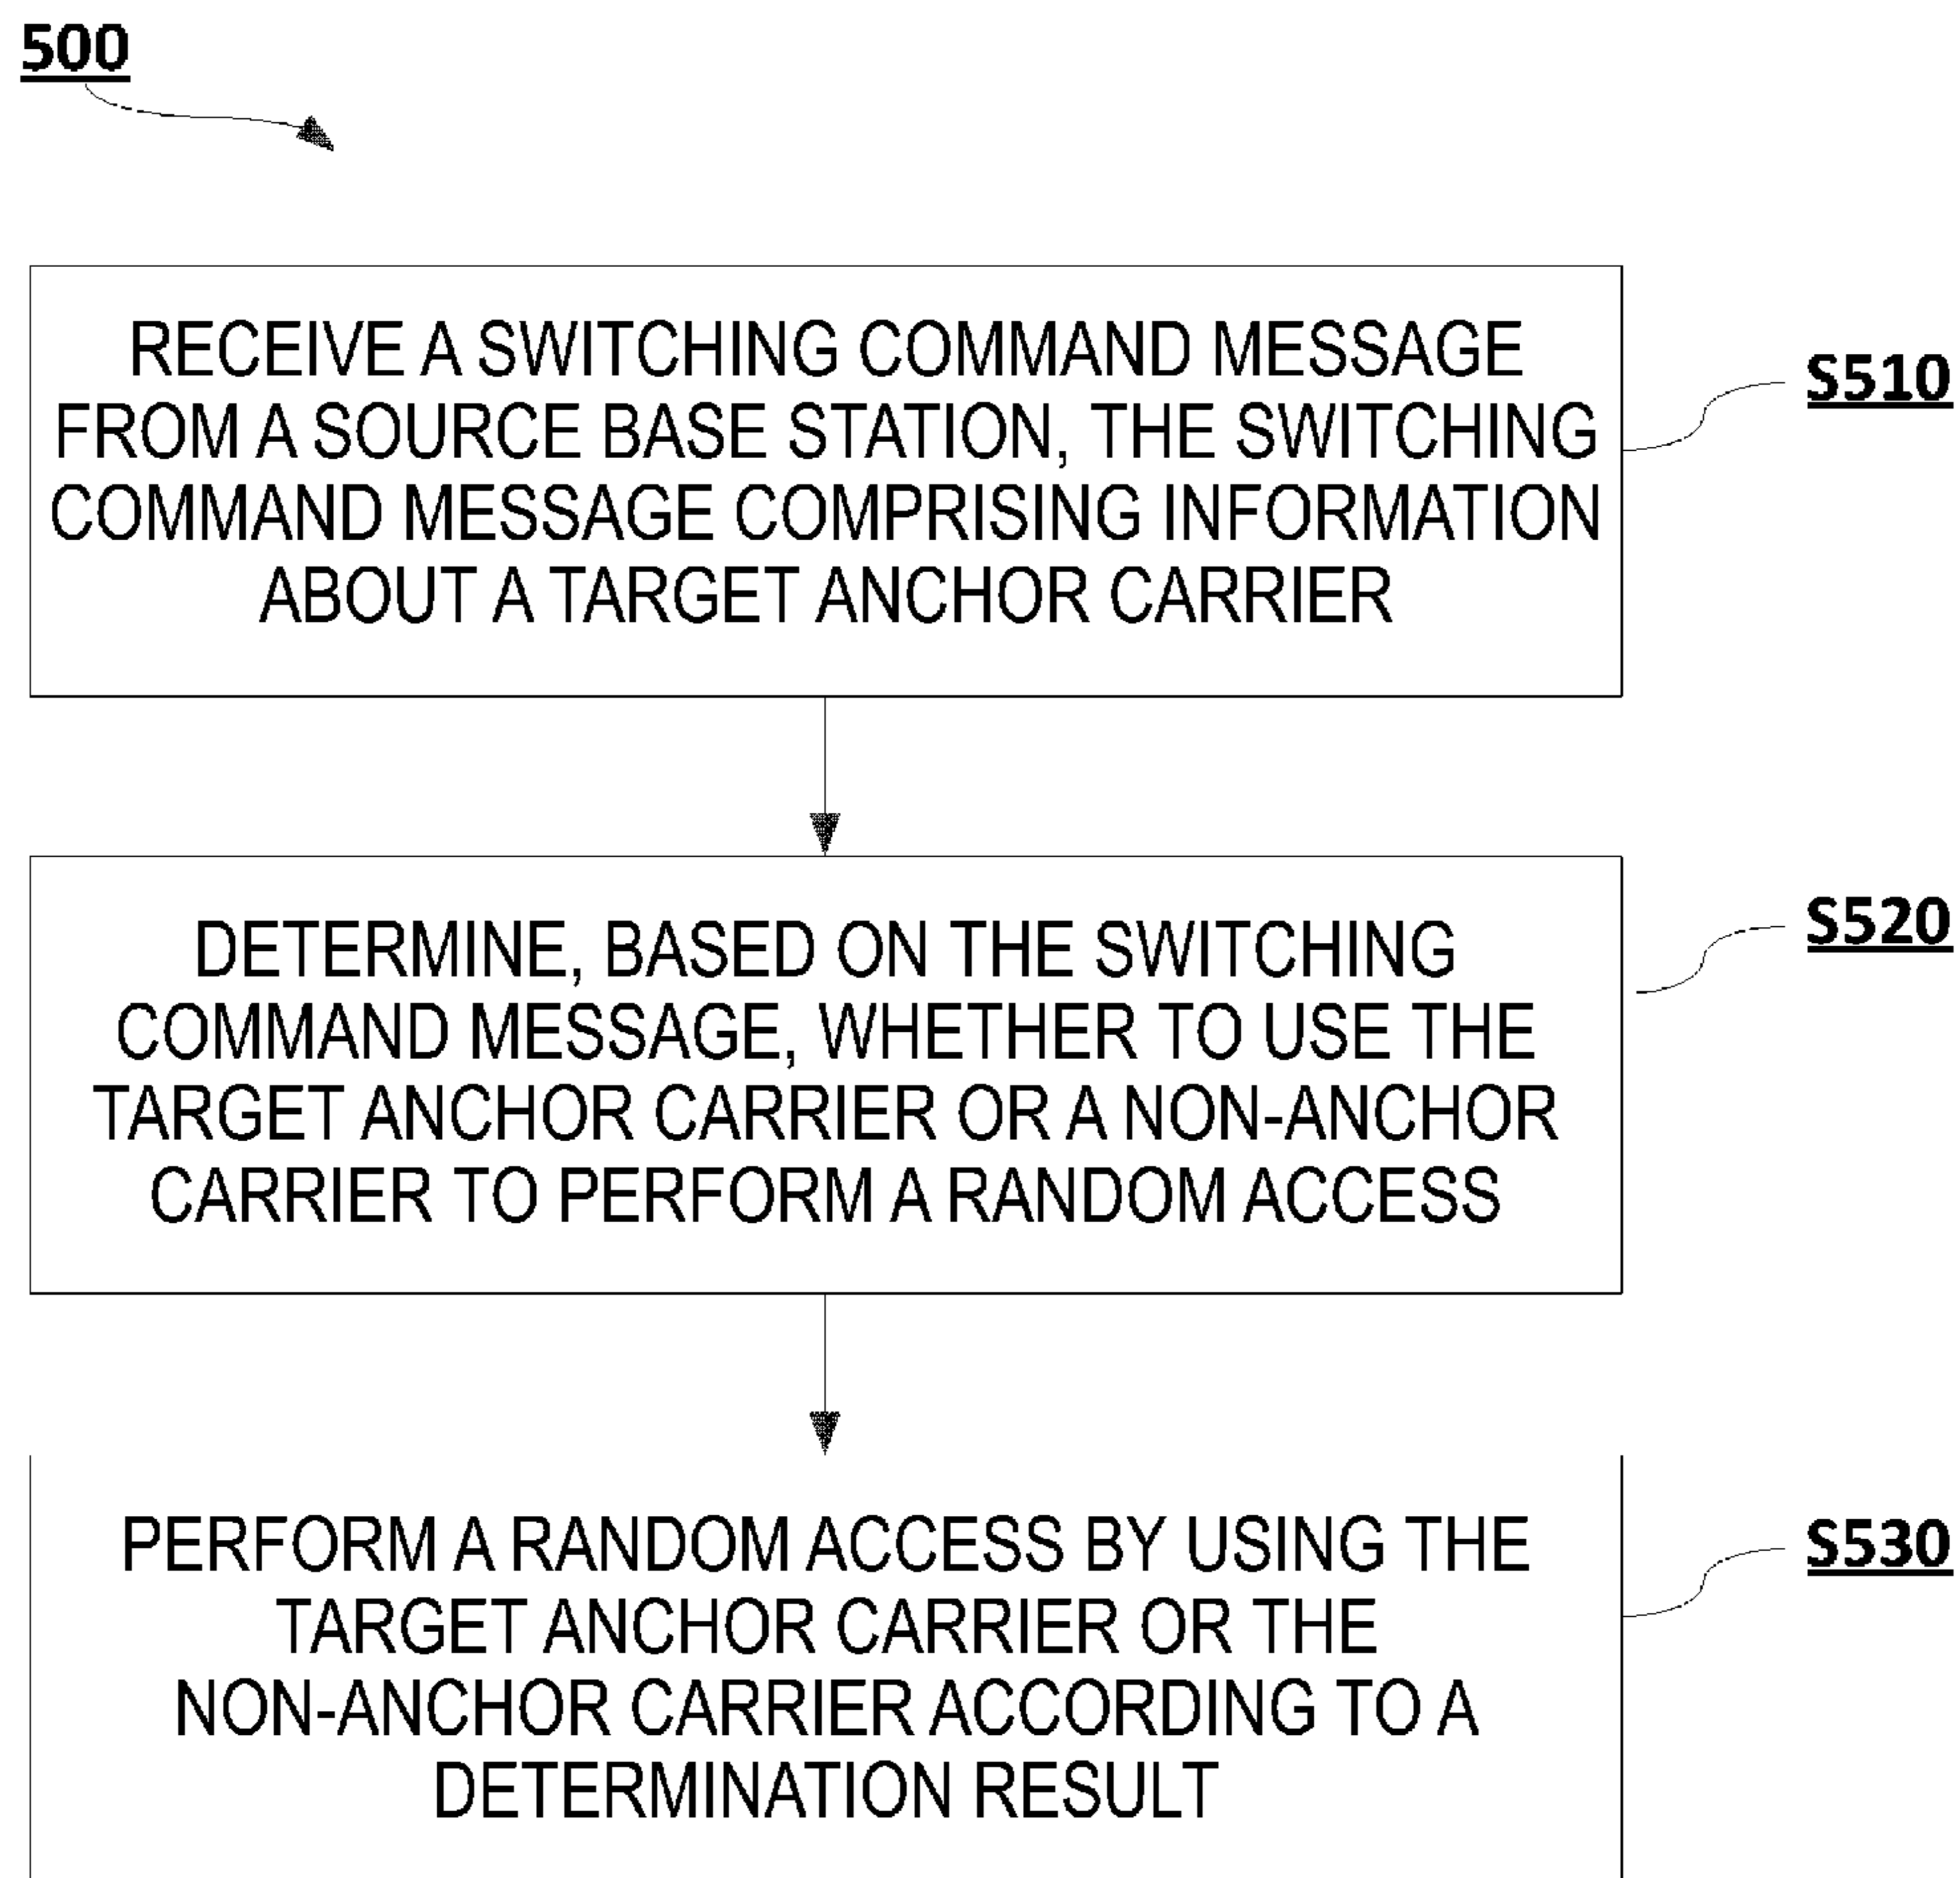 500
RECEIVE A SWITCHING COMMAND MESSAGE
FROM A SOURCE BASE STATION, THE SWITCHING
COMMAND MESSAGE COMPRISING INFORMATION
ABOUT A TARGET ANCHOR CARRIER
S510
DETERMINE, BASED ON THE SWITCHING
COMMAND MESSAGE, WHETHER TO USE THE
TARGET ANCHOR CARRIER OR A NON-ANCHOR
CARRIER TO PERFORM A RANDOM ACCESS
S520
PERFORM A RANDOM ACCESS BY USING THE
TARGET ANCHOR CARRIER OR THE
NON-ANCHOR CARRIER ACCORDING TO A
DETERMINATION RESULT
S530